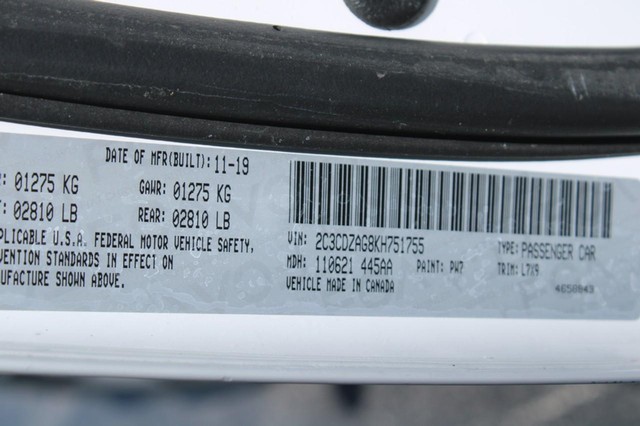 DATE OF MFR(BUILT): 11-19
: 01275 KG GAWR: 01275 KG
: 02810 LB REAR: 02810 LB
PLICABLE U.S.A. FEDERAL MOTOR VEHICLE SAFETY,
VENTION STANDARDS IN EFFECT ON
UFACTURE SHOWN ABOVE.
VIN: 2C3CDZAG8KH751755 TYPE: PASSENGER CAR
MDH: 110621 445AA PAINT: PW7 TRIM: L7X9
VEHICLE MADE IN CANADA 4658943